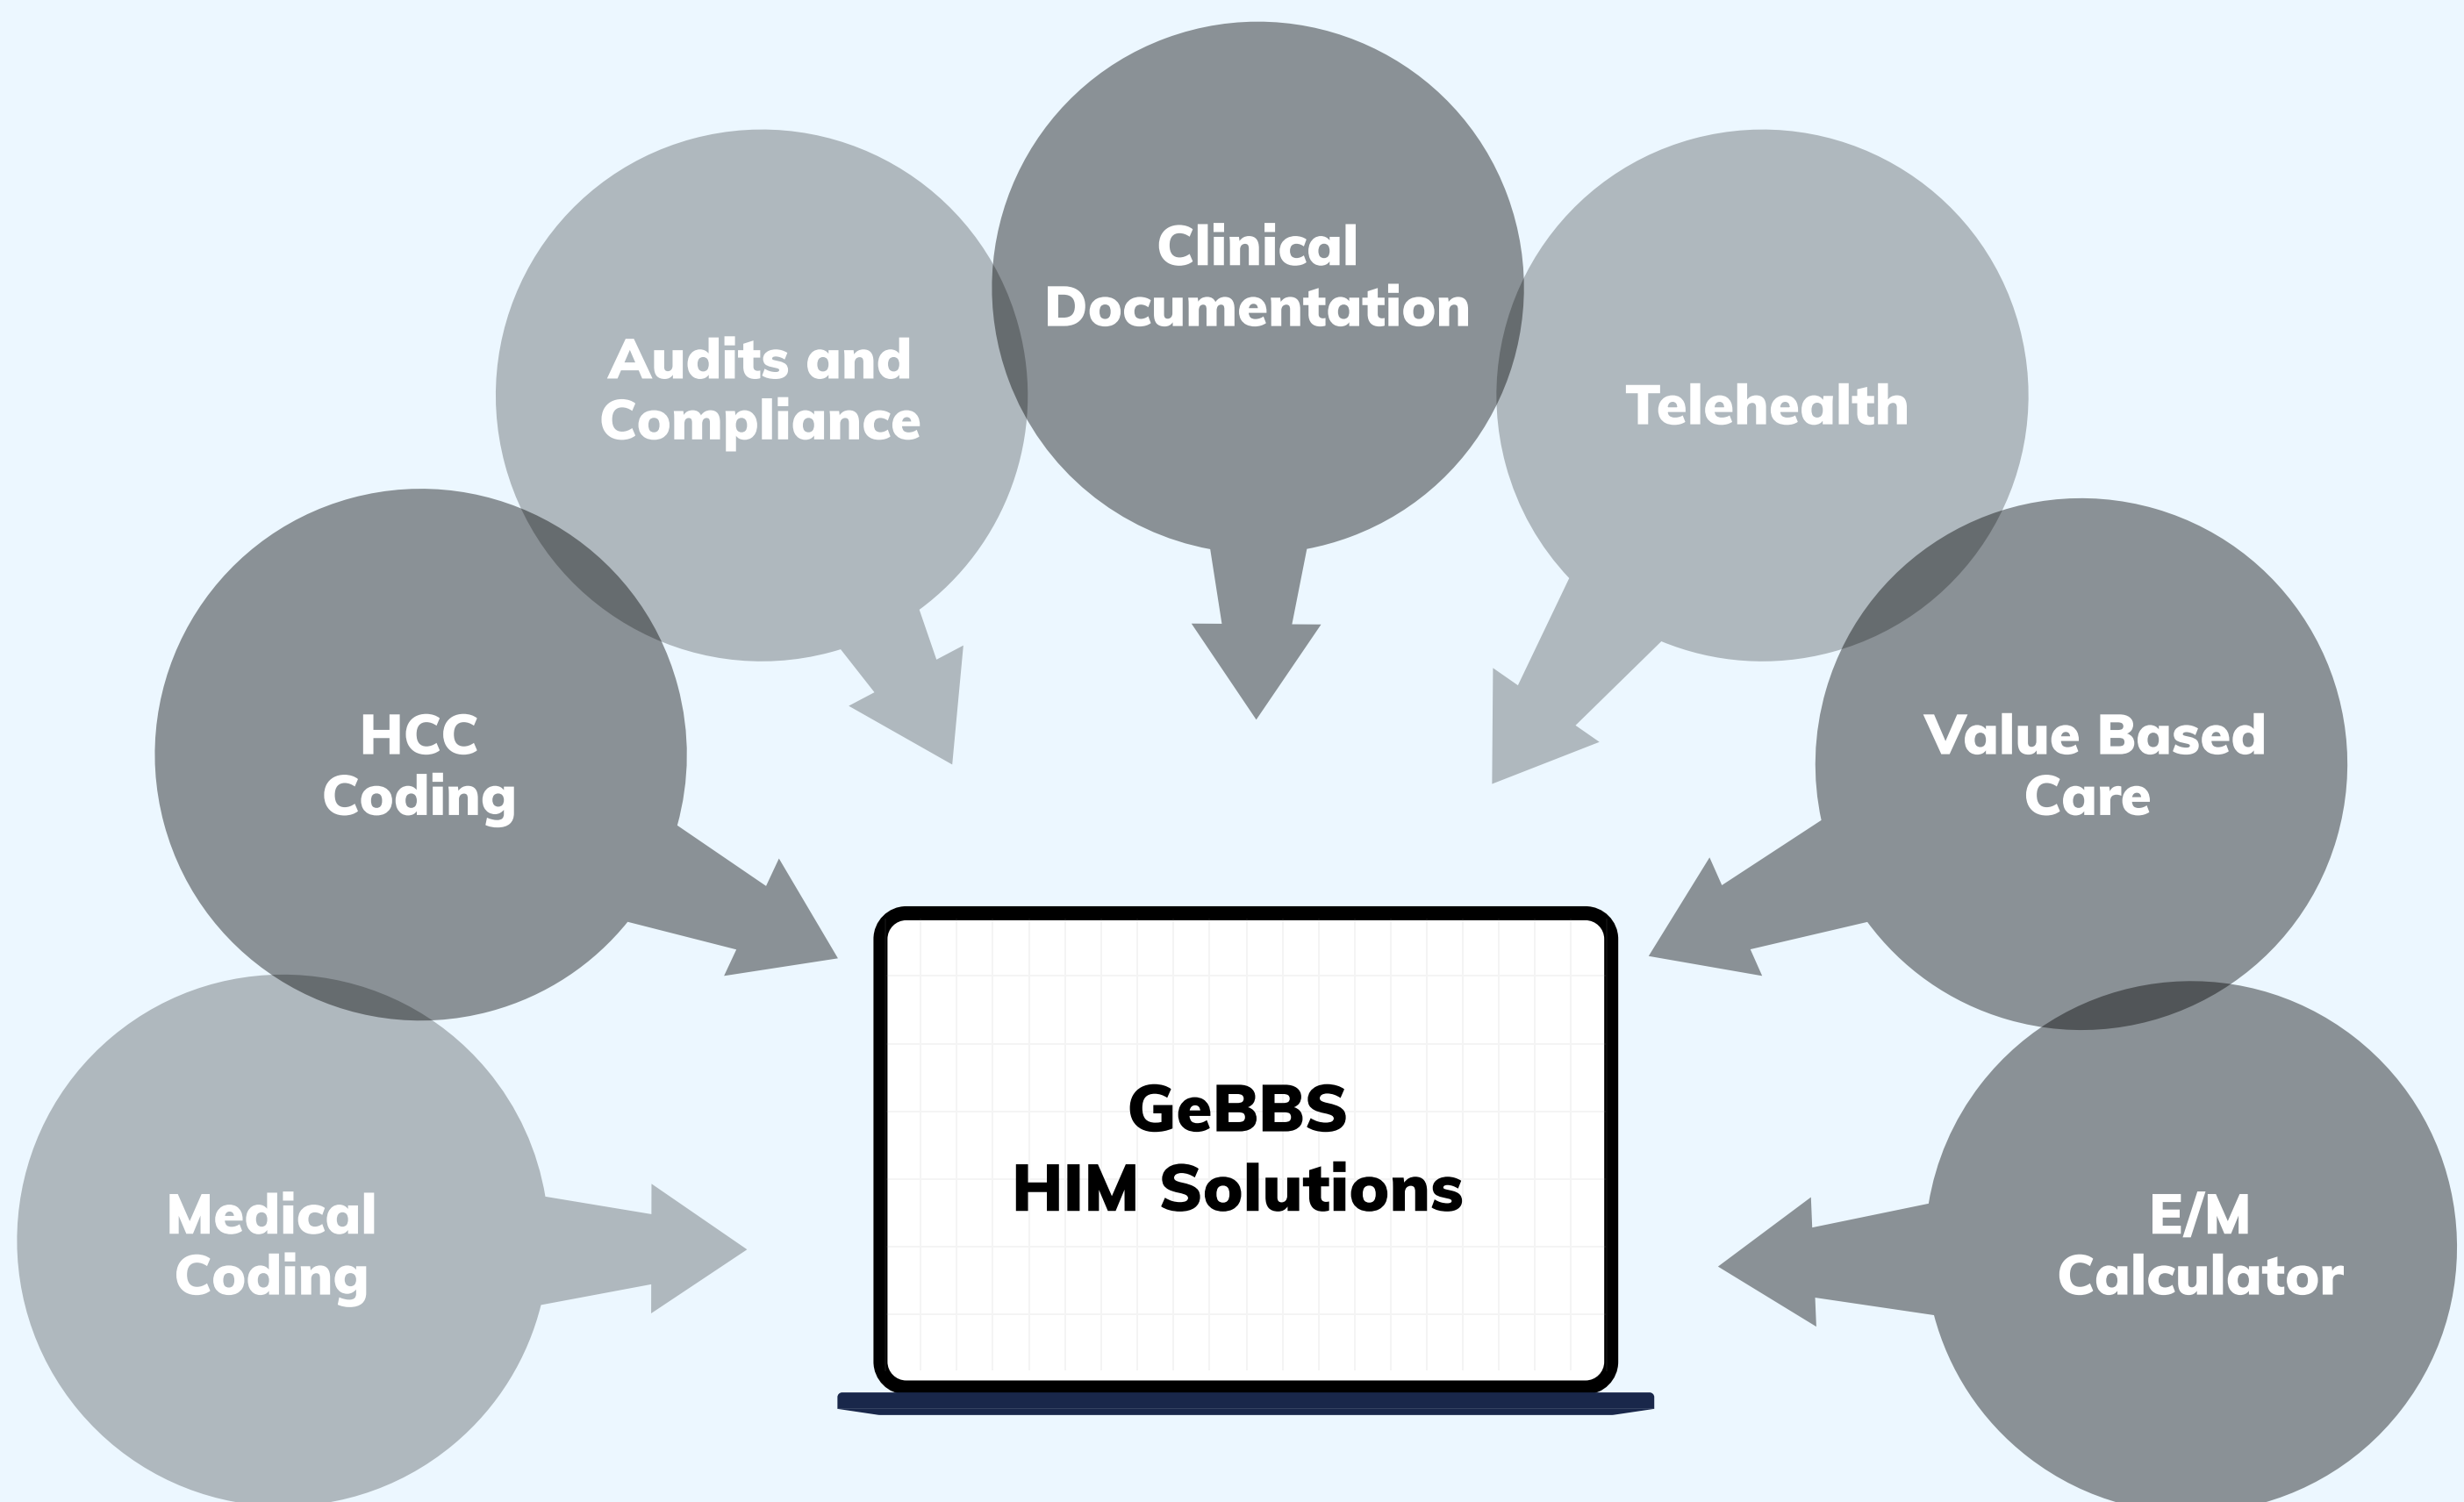 Clinical
Documentation
Audits and
Compliance
Telehealth
HCC
Coding
Value Based
Care
GeBBS
HIM Solutions
Medical
Coding
E/M
Calculator